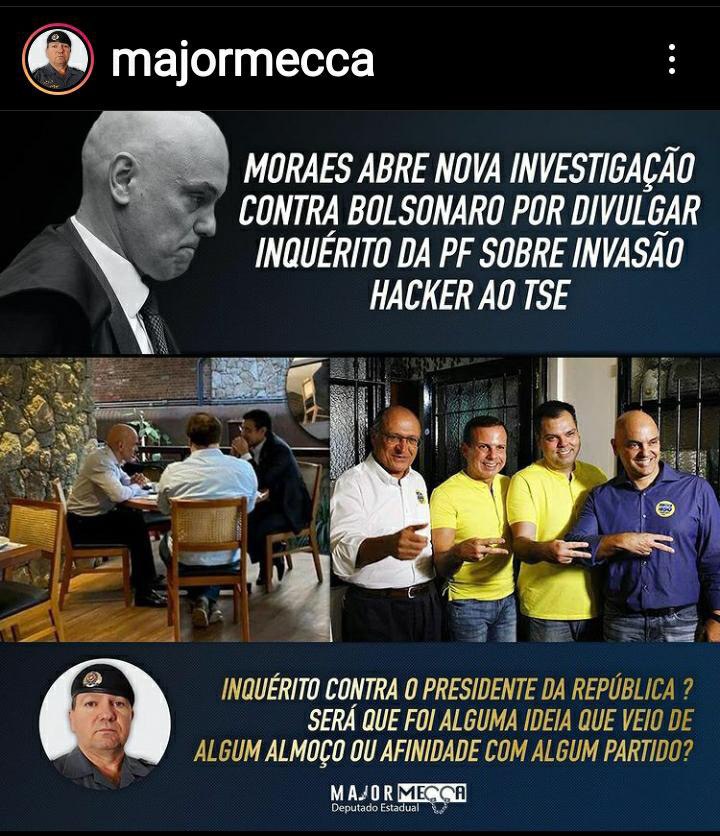 majormecca
MORAES ABRE NOVA INVESTIGAÇÃO
CONTRA BOLSONARO POR DIVULGAR
INQUÉRITO DA PF SOBRE INVASÃO
HACKER AO TSE
INQUÉRITO CONTRA O PRESIDENTE DA REPÚBLICA ?
SERÁ QUE FOI ALGUMA IDEIA QUE VEIO DE
ALGUM ALMOÇO OU AFINIDADE COM ALGUM PARTIDO?
MAJOR MECCA
Deputado Estadual